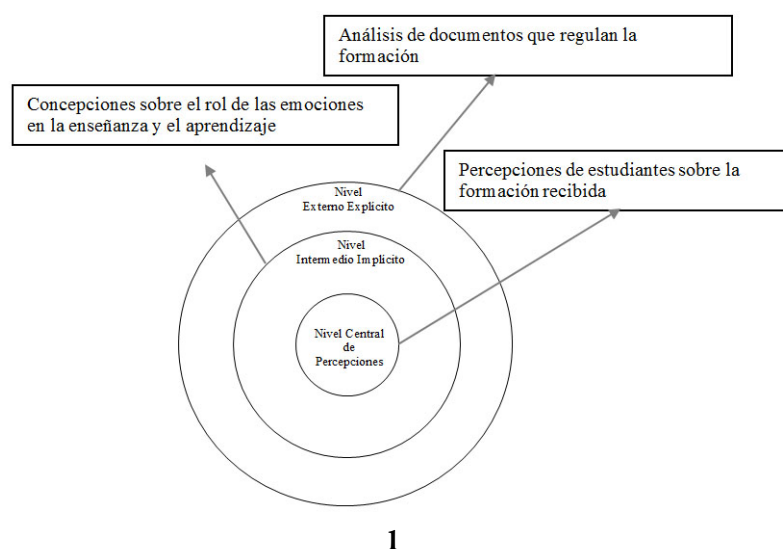 Análisis de documentos que regulan la
formación
Concepciones sobre el rol de las emociones
en la enseñanza y el aprendizaje
Percepciones de estudiantes sobre la
formación recibida
Nivel
Externo Explícito
Nivel
Intermedio Implícito
Nivel Central
de
Percepciones
1